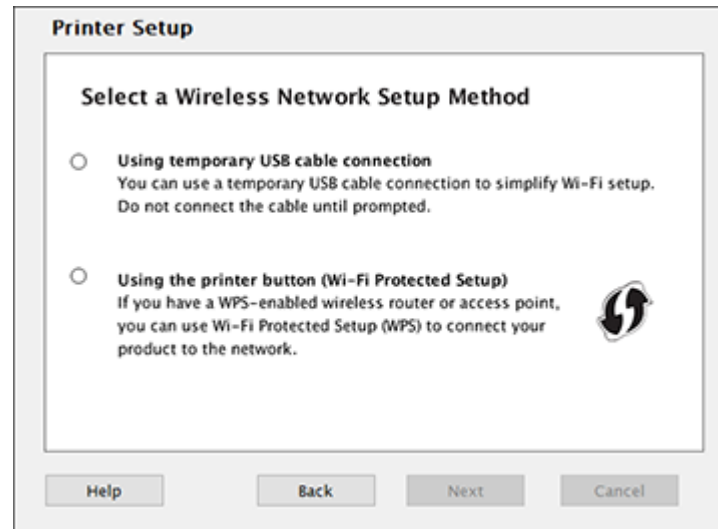 Printer Setup
Select a Wireless Network Setup Method
Using temporary USB cable connection
You can use a temporary USB cable connection to simplify Wi-Fi setup.
Do not connect the cable until prompted.
Using the printer button (Wi-Fi Protected Setup)
If you have a WPS-enabled wireless router or access point,
you can use Wi-Fi Protected Setup (WPS) to connect your
product to the network.
Help Back Next Cancel